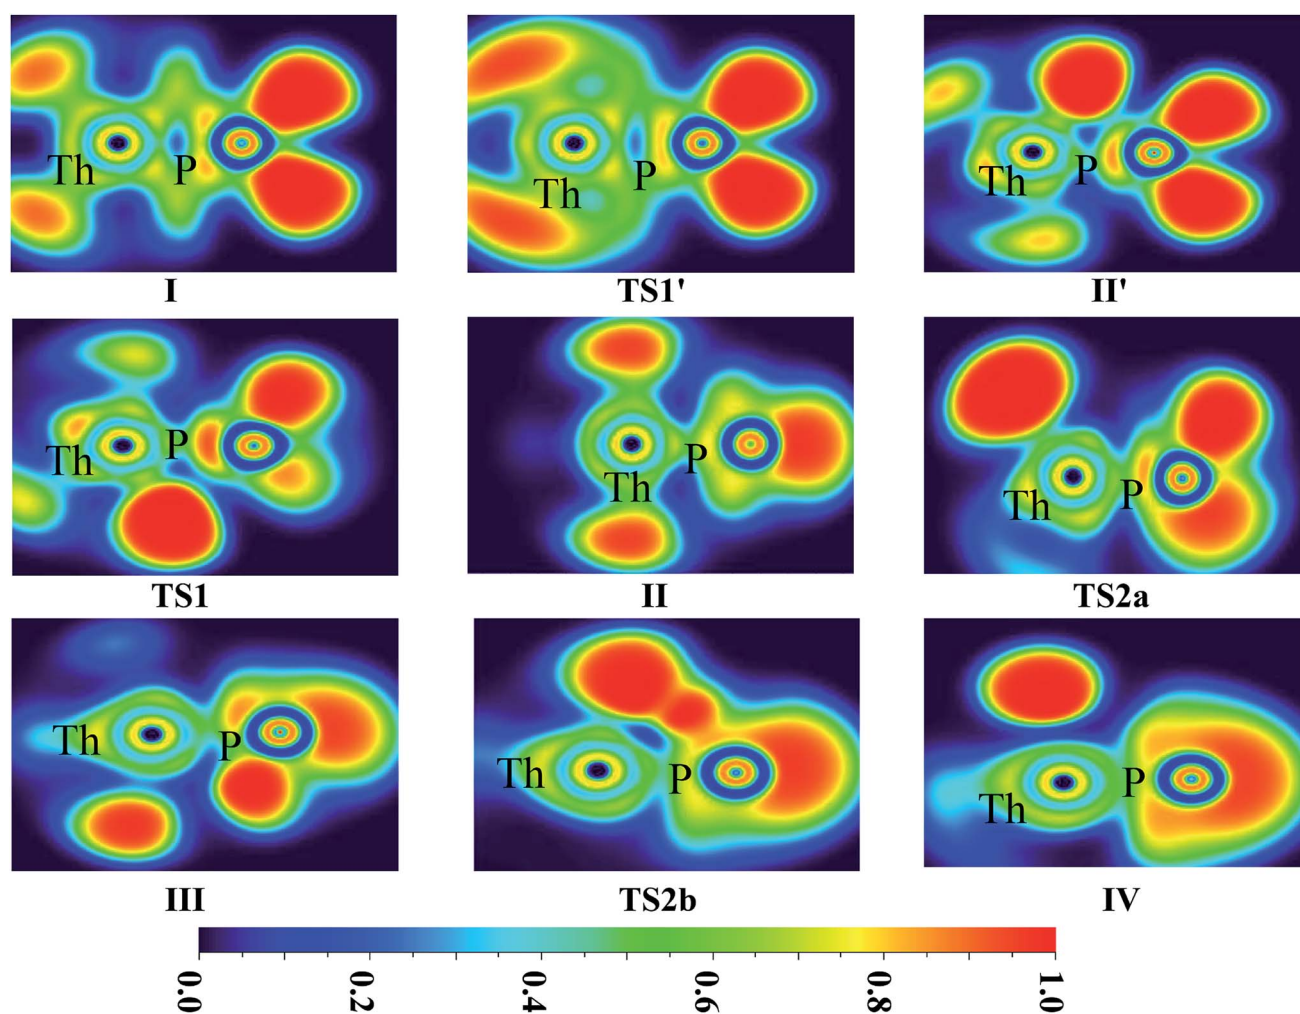 Th P
I
Th P
TS1'
Th P
II'
Th P
TS1
Th P
II
Th P
TS2a
Th P
III
Th P
TS2b
Th P
IV
0.0 0.2 0.4 0.6 0.8 1.0